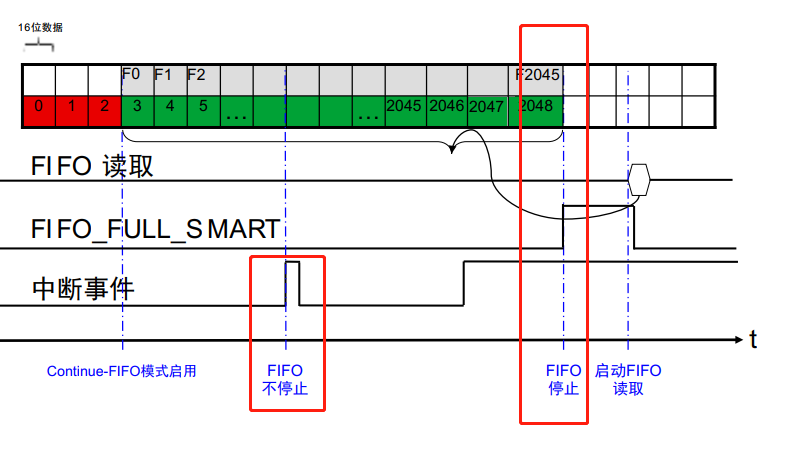 16位数据
F0 F1 F2 F2045
0 1 2 3 4 5 ... ... 2045 2046 2047 2048
FIFO 读取
FIFO_FULL_SMART
中断事件
t
Continue-FIFO模式启用
FIFO
不停止
FIFO
停止
启动FIFO
读取